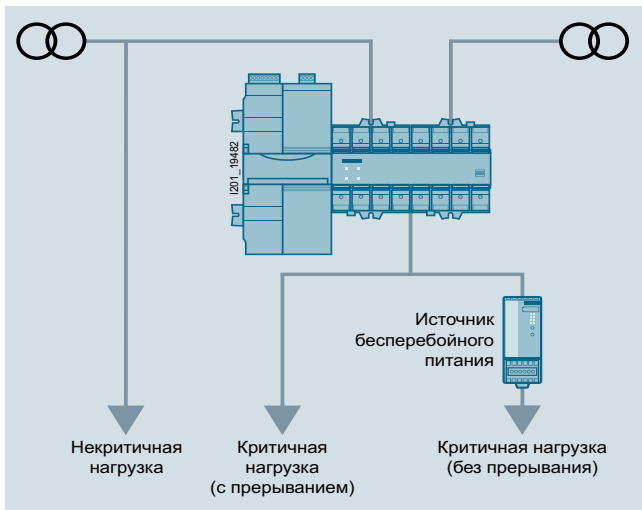 I201_19482
Источник
бесперебойного
питания
Некритичная
нагрузка
Критичная
нагрузка
(с прерыванием)
Критичная нагрузка
(без прерывания)